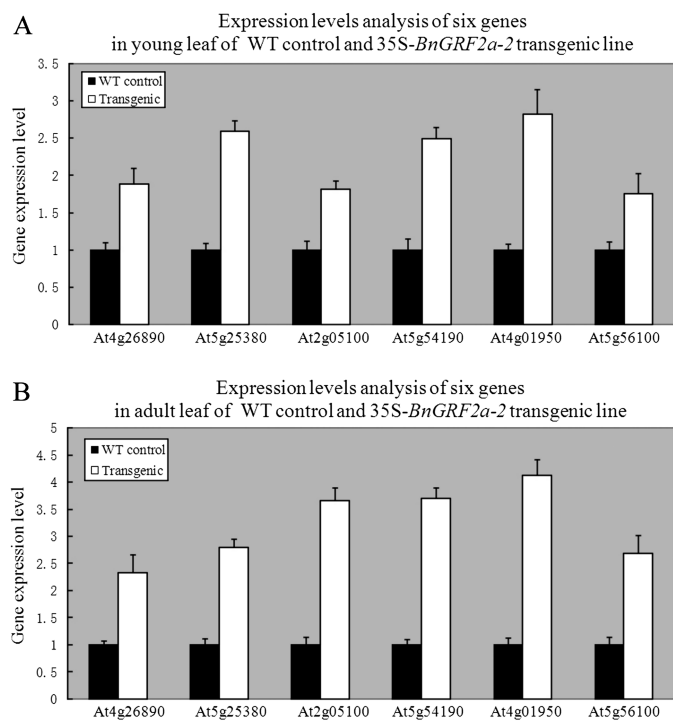 A
Expression levels analysis of six genes
in young leaf of WT control and 35S-BnGRF2a-2 transgenic line
Gene expression level
3.5
3
2.5
2
1.5
1
0.5
0
WT control
Transgenic
At4g26890 At5g25380 At2g05100 At5g54190 At4g01950 At5g56100
B
Expression levels analysis of six genes
in adult leaf of WT control and 35S-BnGRF2a-2 transgenic line
Gene expression level
5
4.5
4
3.5
3
2.5
2
1.5
1
0.5
0
WT control
Transgenic
At4g26890 At5g25380 At2g05100 At5g54190 At4g01950 At5g56100